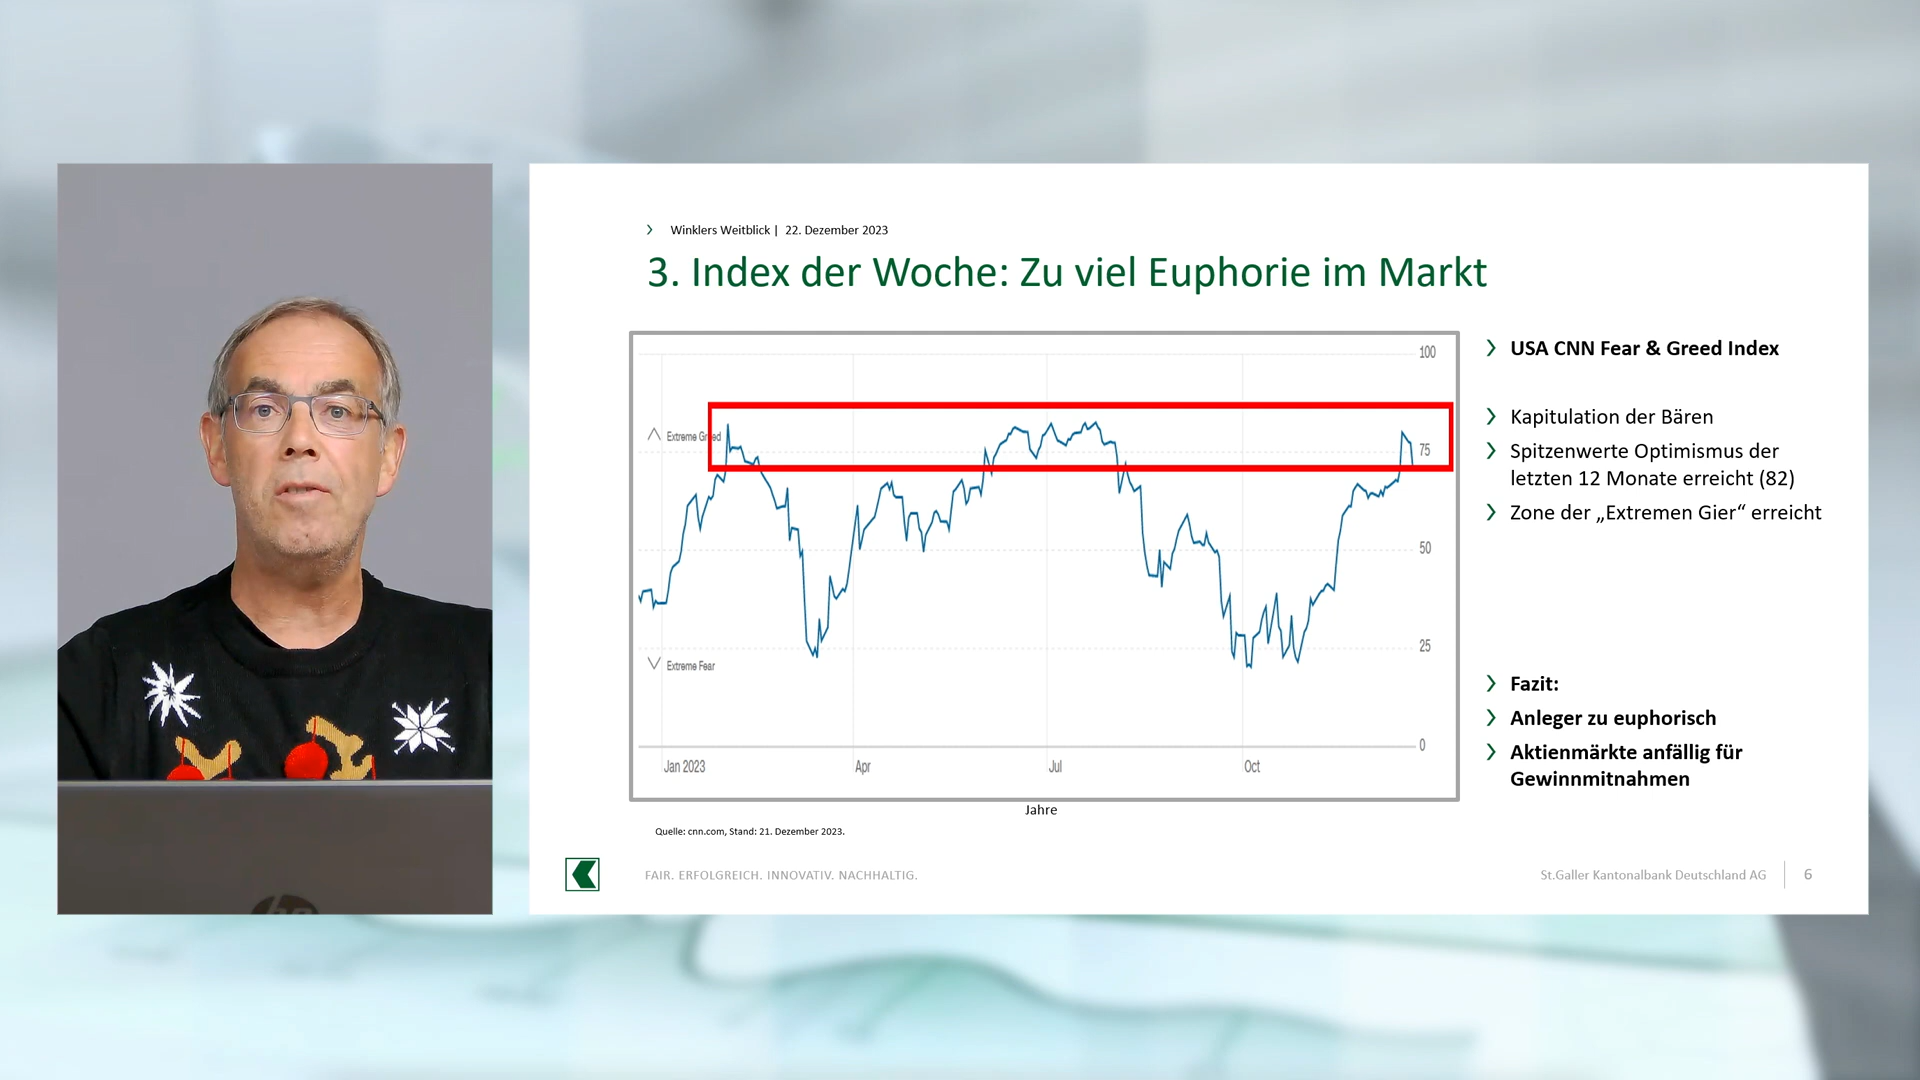 Winklers Weitblick | 22. Dezember 2023
3. Index der Woche: Zu viel Euphorie im Markt
100
Extreme Greed
75
50
25
Extreme Fear
0
Jan 2023
Apr
Jul
Oct
Jahre
Quelle: cnn.com, Stand: 21. Dezember 2023.
USA CNN Fear & Greed Index
Kapitulation der Bären
Spitzenwerte Optimismus der
letzten 12 Monate erreicht (82)
Zone der „Extremen Gier“ erreicht
Fazit:
Anleger zu euphorisch
Aktienmärkte anfällig für
Gewinnmitnahmen
FAIR. ERFOLGREICH. INNOVATIV. NACHHALTIG.
St.Galler Kantonalbank Deutschland AG
6
hp